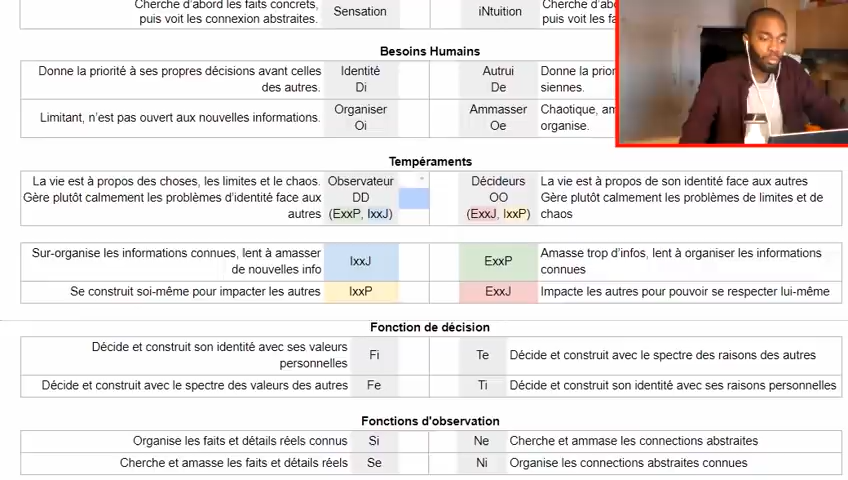 Cherche d'abord les faits concrets,
puis voit les connexion abstraites.
Sensation
iNtuition
puis voit les
Besoins Humains
Donne la priorité à ses propres décisions avant celles
des autres.
Identité
Di
Autrui
De
Donne la
siennes.
Limitant, n'est pas ouvert aux nouvelles informations.
Organiser
Oi
Ammasser
Oe
Chaotique,
organise.
Tempéraments
La vie est à propos des choses, les limites et le chaos.
Gère plutôt calmement les problèmes d'identité face aux
autres
Observateur
DD
(ExxP, IxxJ)
Décideurs
OO
(ExxJ, IxxP)
La vie est à propos de son identité face aux autres
Gère plutôt calmement les problèmes de limites et de
chaos
Sur-organise les informations connues, lent à amasser
de nouvelles info
IxxJ
ExxP
Amasse trop d'infos, lent à organiser les informations
connues
Se construit soi-même pour impacter les autres
IxxP
ExxJ
Impacte les autres pour pouvoir se respecter lui-même
Fonction de décision
Décide et construit son identité avec ses valeurs
personnelles
Fi
Te
Décide et construit avec le spectre des raisons des autres
Décide et construit avec le spectre des valeurs des autres
Fe
Ti
Décide et construit son identité avec ses raisons personnelles
Fonctions d'observation
Organise les faits et détails réels connus
Si
Ne
Cherche et ammase les connections abstraites
Cherche et amasse les faits et détails réels
Se
Ni
Organise les connections abstraites connues